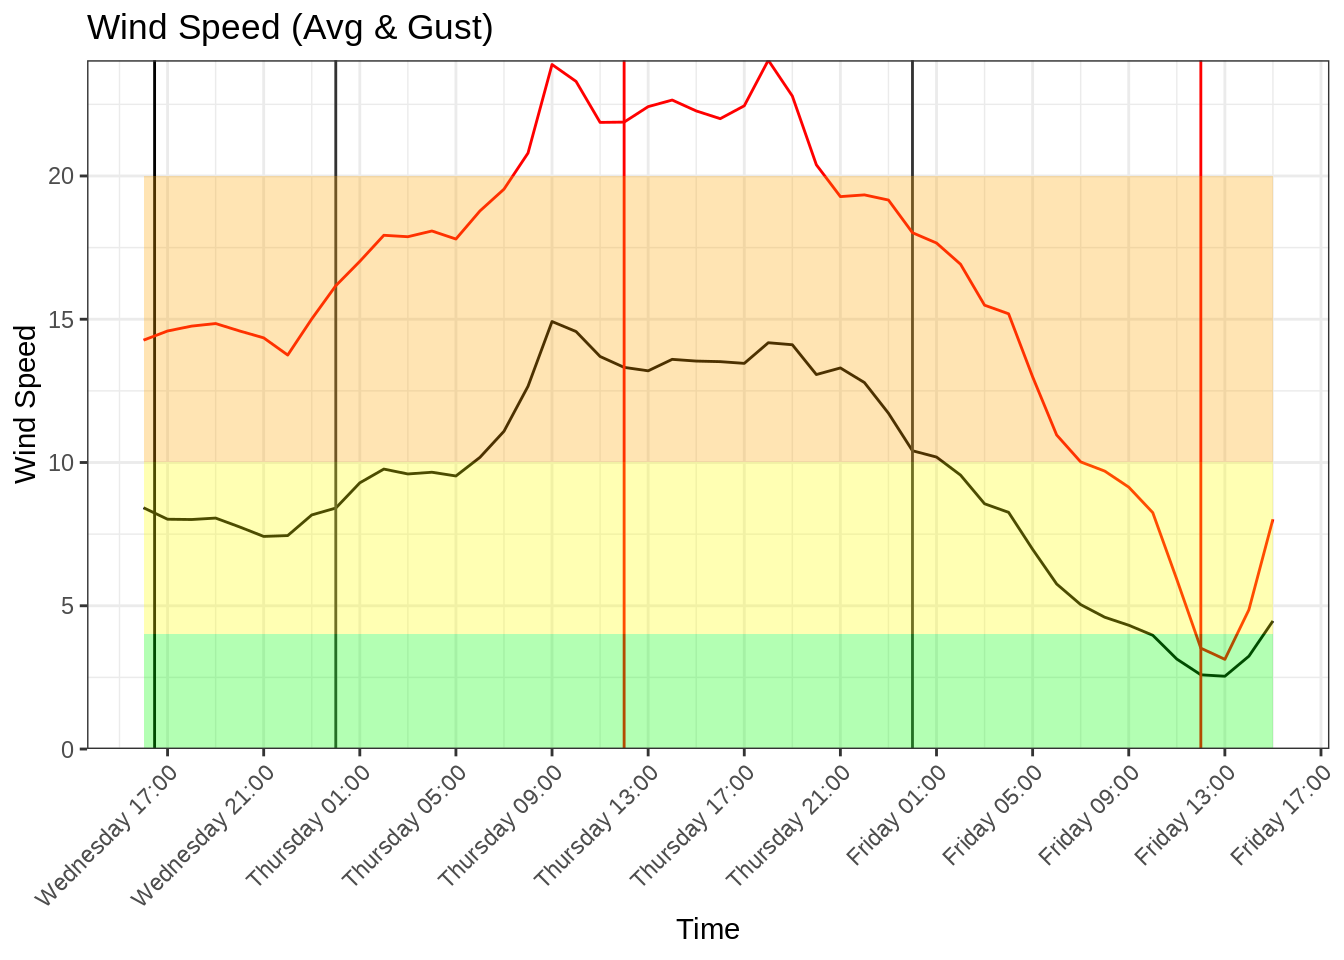 Wind Speed (Avg & Gust)
Wind Speed
20
15
10
5
0
Wednesday 17:00
Wednesday 21:00
Thursday 01:00
Thursday 05:00
Thursday 09:00
Thursday 13:00
Thursday 17:00
Thursday 21:00
Friday 01:00
Friday 05:00
Friday 09:00
Friday 13:00
Friday 17:00
Time